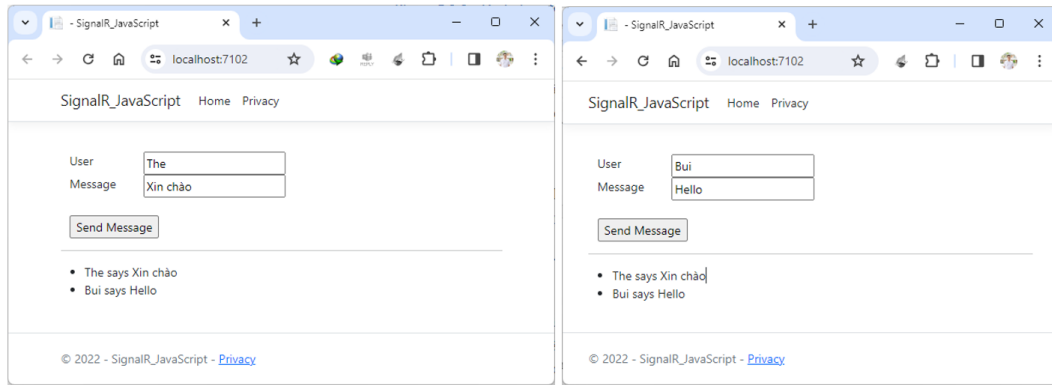 - SignalR_JavaScript
localhost:7102
SignalR_JavaScript Home Privacy
User The
Message Xin chào
Send Message
• The says Xin chào
• Bui says Hello
© 2022 - SignalR_JavaScript - Privacy
- SignalR_JavaScript
localhost:7102
SignalR_JavaScript Home Privacy
User Bui
Message Hello
Send Message
• The says Xin chào
• Bui says Hello
© 2022 - SignalR_JavaScript - Privacy